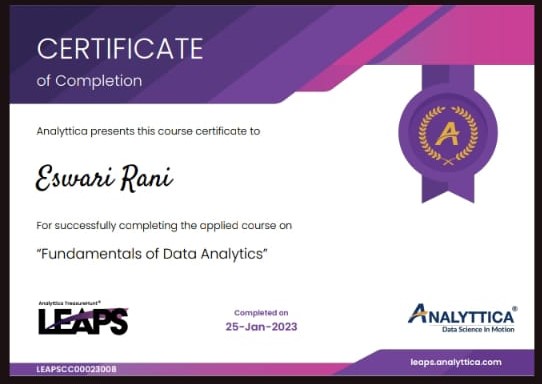 CERTIFICATE
of Completion
Analyttica presents this course certificate to
Eswari Rani
For successfully completing the applied course on
"Fundamentals of Data Analytics"
Analyttica TreasureHunt®
LEAPS
Completed on
25-Jan-2023
ANALYTTICA®
Data Science In Motion
LEAPSCC00023008
leaps.analyttica.com